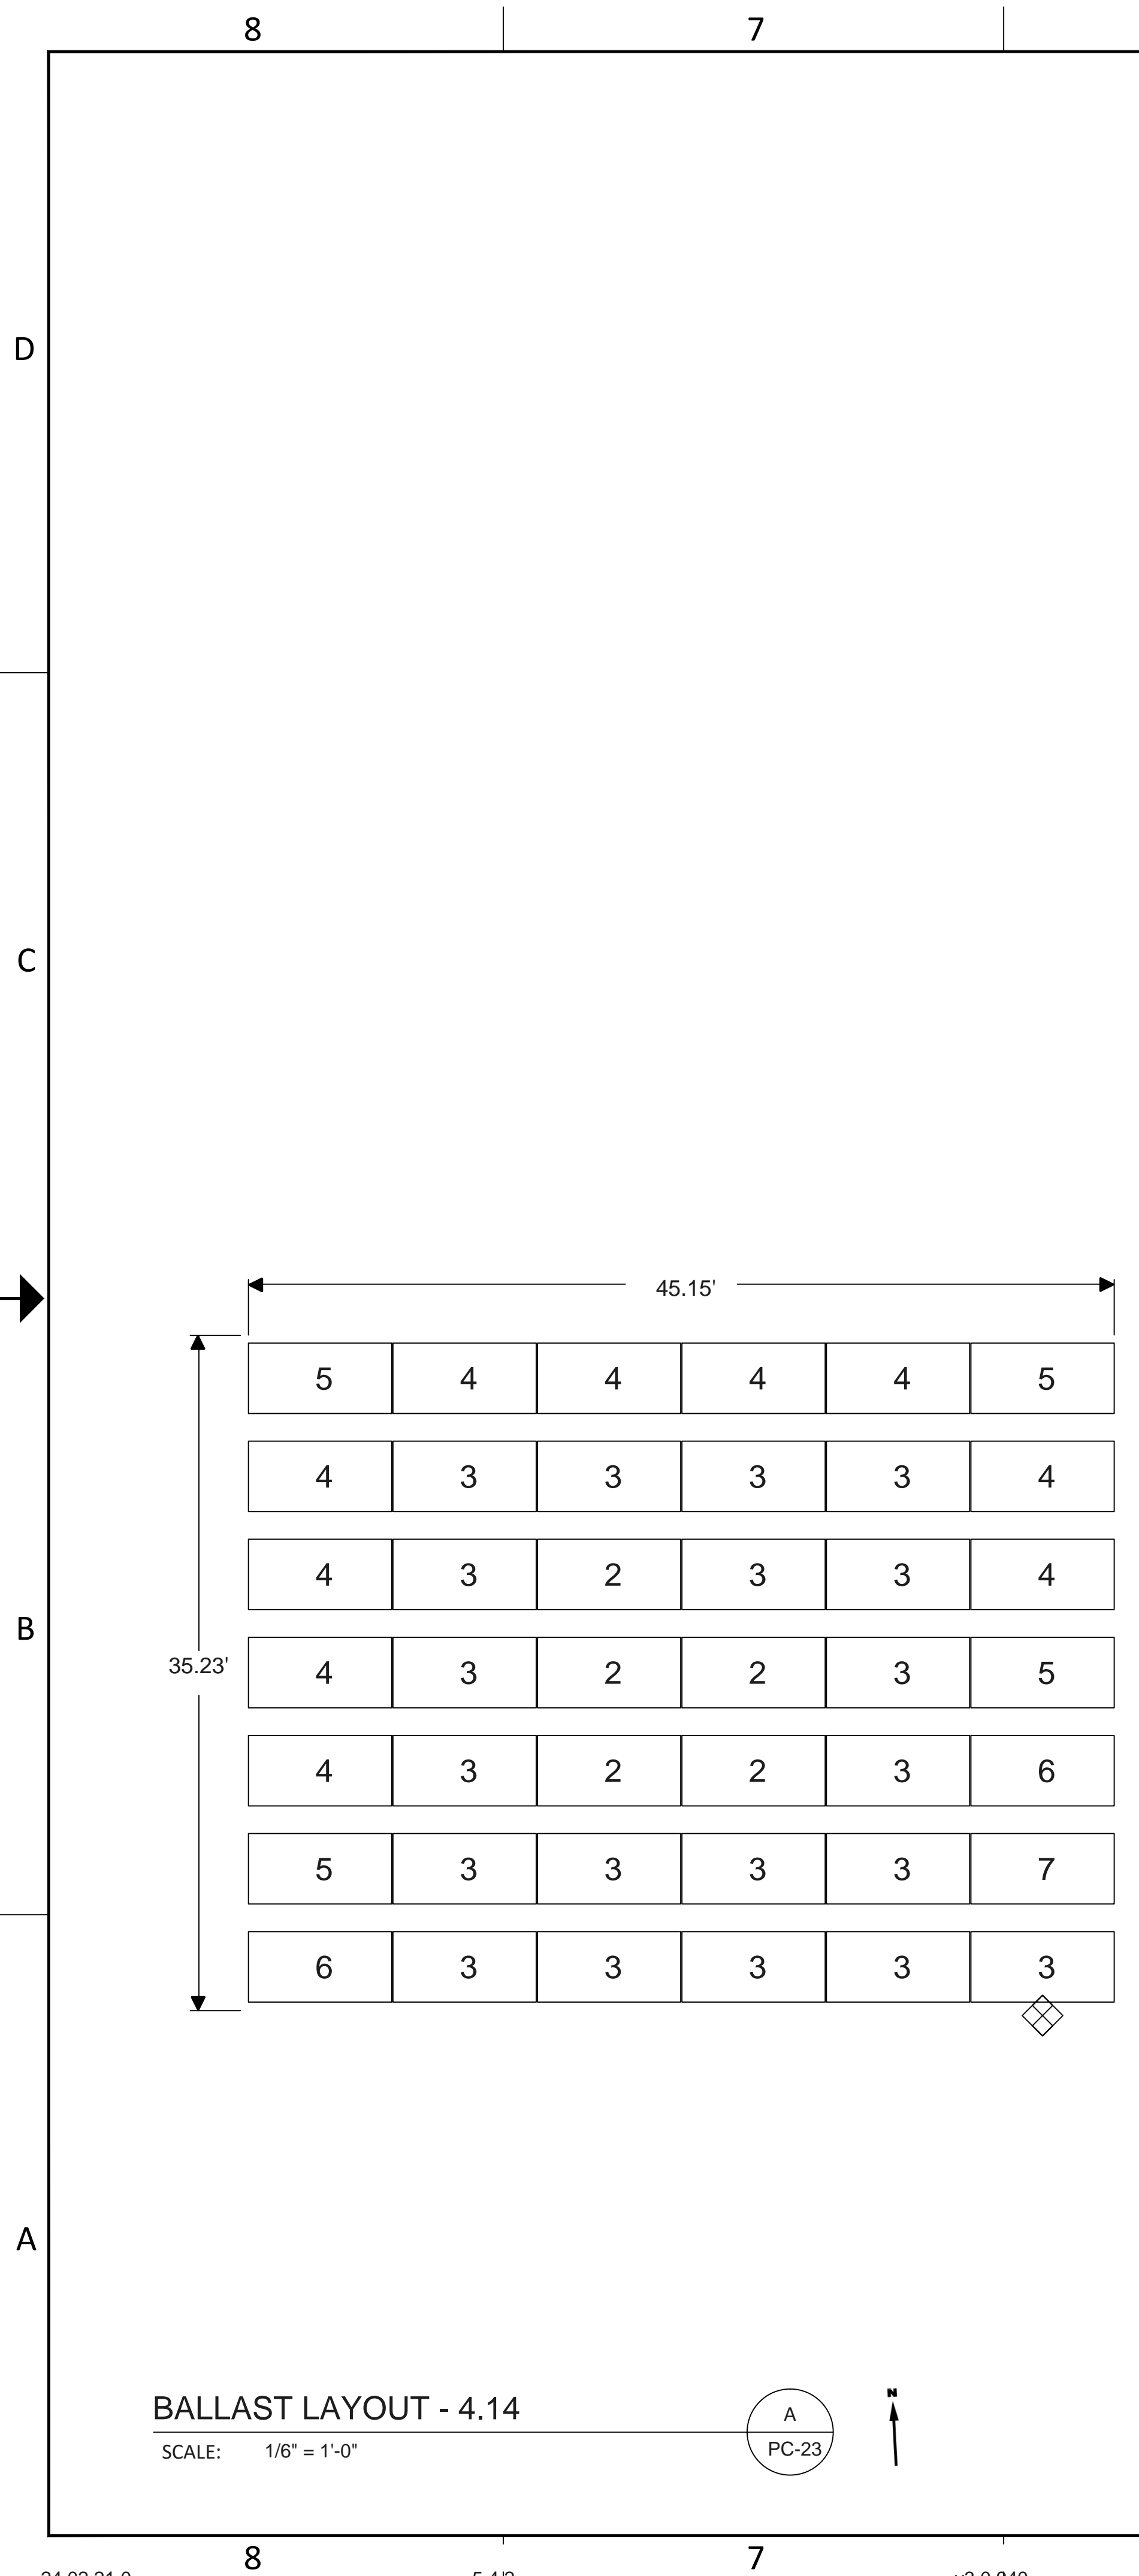 8 7
D
C
45.15'
5 4 4 4 4 5
4 3 3 3 3 4
4 3 2 3 3 4
B
35.23'
4 3 2 2 3 5
4 3 2 2 3 6
5 3 3 3 3 7
6 3 3 3 3 3
A
N
BALLAST LAYOUT - 4.14
A
PC-23
SCALE: 1/6" = 1'-0"
8 7